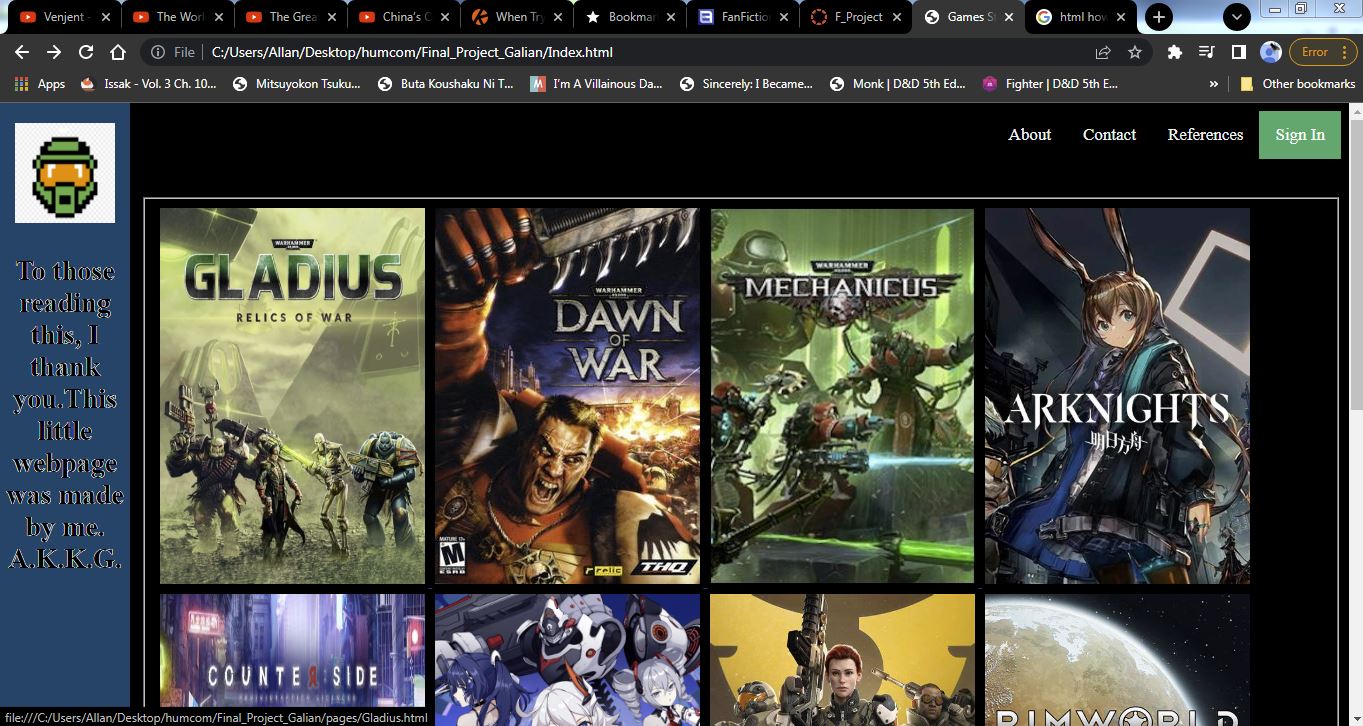 Venjent -
The Worl
The Grea
China's C
When Try
Bookmar
FanFiction
F_Project
Games St
html how
File
C:/Users/Allan/Desktop/humcom/Final_Project_Galian/Index.html
Error
Apps
Issak - Vol. 3 Ch. 10...
Mitsuyokon Tsuku...
Buta Koushaku Ni T...
I'm A Villainous Da...
Sincerely: I Became...
Monk | D&D 5th Ed...
Fighter | D&D 5th E...
»
Other bookmarks
About
Contact
References
Sign In
To those
reading
this, I
thank
you.This
little
webpage
was made
by me.
A.K.K.G.
WARHAMMER
40,000
GLADIUS
RELICS OF WAR
WARHAMMER
40,000
DAWN
OF
WAR
MATURE 17+
M
ESRB
relic
THQ
WARHAMMER
40,000
MECHANICUS
ARKNIGHTS
明日方舟
COUNTER:SIDE
RIMWORLD
file:///C:/Users/Allan/Desktop/humcom/Final_Project_Galian/pages/Gladius.html